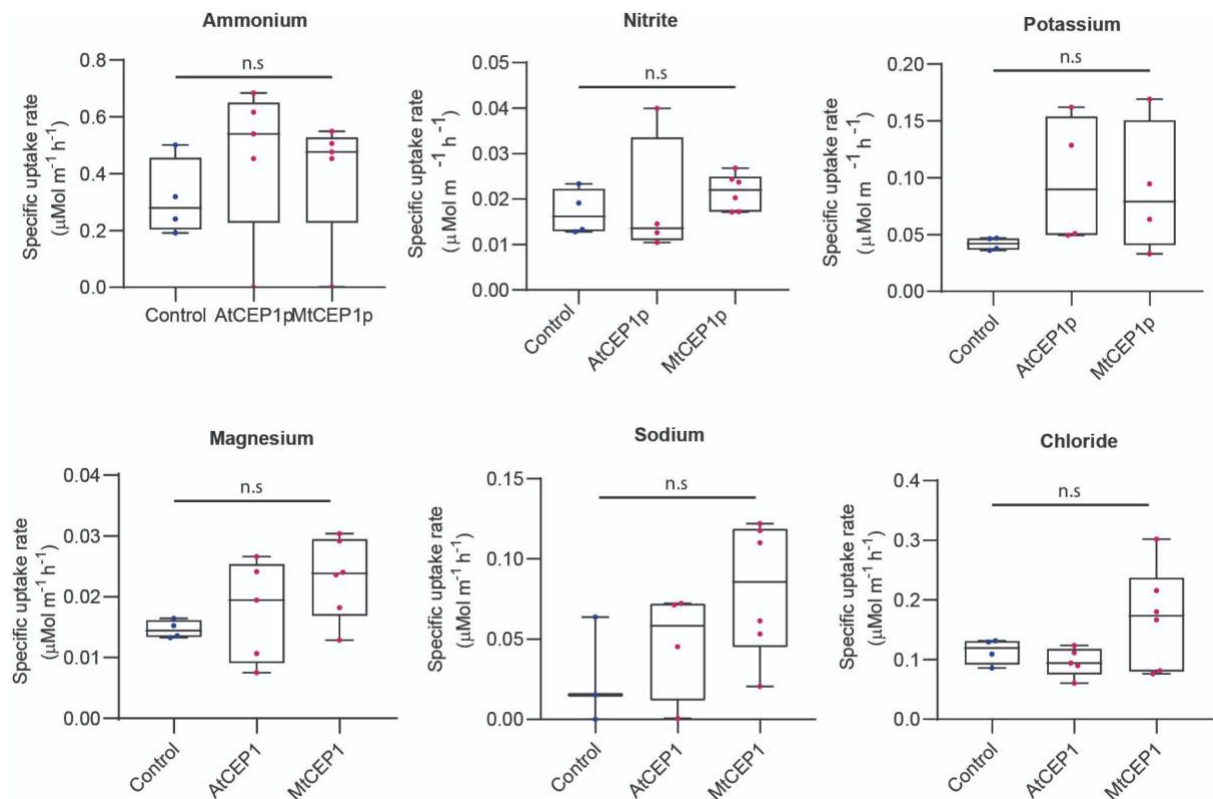 Ammonium
Specific uptake rate
(μMol m⁻¹ h⁻¹)
0.8
0.6
0.4
0.2
0.0
n.s
Control AtCEP1p MtCEP1p
Nitrite
Specific uptake rate
(μMol m⁻¹ h⁻¹)
0.05
0.04
0.03
0.02
0.01
0.00
n.s
Control
AtCEP1p
MtCEP1p
Potassium
Specific uptake rate
(μMol m⁻¹ h⁻¹)
0.20
0.15
0.10
0.05
0.00
n.s
Control
AtCEP1p
MtCEP1p
Magnesium
Specific uptake rate
(μMol m⁻¹ h⁻¹)
0.04
0.03
0.02
0.01
0.00
n.s
Control
AtCEP1
MtCEP1
Sodium
Specific uptake rate
(μMol m⁻¹ h⁻¹)
0.15
0.10
0.05
0.00
n.s
Control
AtCEP1
MtCEP1
Chloride
Specific uptake rate
(μMol m⁻¹ h⁻¹)
0.4
0.3
0.2
0.1
0.0
n.s
Control
AtCEP1
MtCEP1